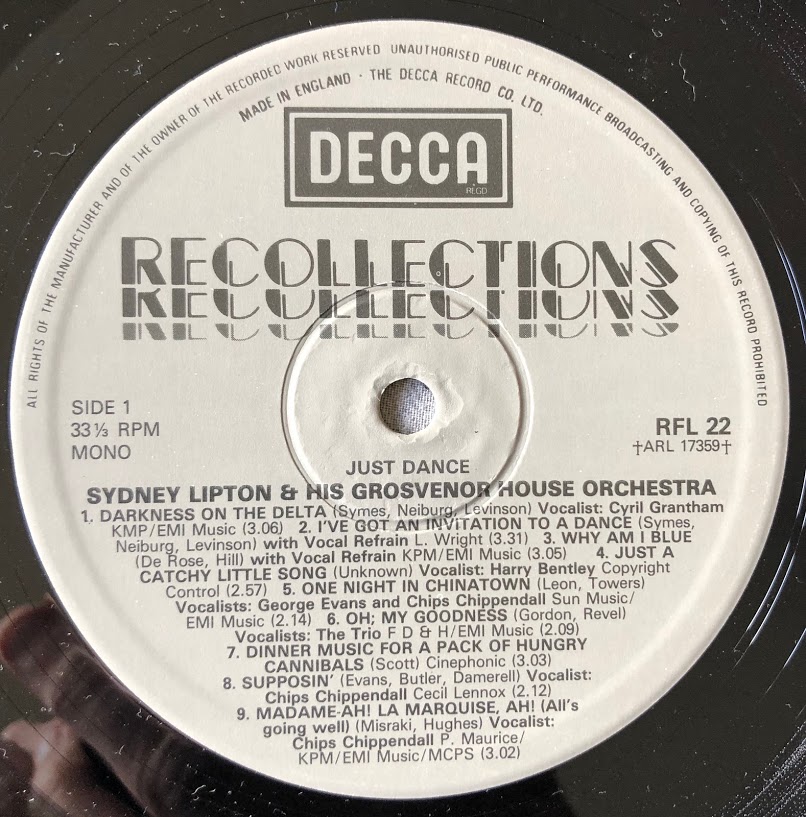 ALL RIGHTS OF THE MANUFACTURER AND OF THE OWNER OF THE RECORDED WORK RESERVED UNAUTHORISED PUBLIC PERFORMANCE BROADCASTING AND COPYING OF THIS RECORD PROHIBITED
MADE IN ENGLAND · THE DECCA RECORD CO. LTD.
DECCA
REGD
RECOLLECTIONS
RECOLLECTIONS
RECOLLECTIONS
SIDE 1
33⅓ RPM
MONO
RFL 22
†ARL 17359†
JUST DANCE
SYDNEY LIPTON & HIS GROSVENOR HOUSE ORCHESTRA
1. DARKNESS ON THE DELTA (Symes, Neiburg, Levinson) Vocalist: Cyril Grantham
KMP/EMI Music (3.06) 2. I'VE GOT AN INVITATION TO A DANCE (Symes,
Neiburg, Levinson) with Vocal Refrain L. Wright (3.31) 3. WHY AM I BLUE
(De Rose, Hill) with Vocal Refrain KPM/EMI Music (3.05) 4. JUST A
CATCHY LITTLE SONG (Unknown) Vocalist: Harry Bentley Copyright
Control (2.57) 5. ONE NIGHT IN CHINATOWN (Leon, Towers)
Vocalists: George Evans and Chips Chippendall Sun Music/
EMI Music (2.14) 6. OH; MY GOODNESS (Gordon, Revel)
Vocalists: The Trio F D & H/EMI Music (2.09)
7. DINNER MUSIC FOR A PACK OF HUNGRY
CANNIBALS (Scott) Cinephonic (3.03)
8. SUPPOSIN' (Evans, Butler, Damerell) Vocalist:
Chips Chippendall Cecil Lennox (2.12)
9. MADAME-AH! LA MARQUISE, AH! (All's
going well) (Misraki, Hughes) Vocalist:
Chips Chippendall P. Maurice/
KPM/EMI Music/MCPS (3.02)